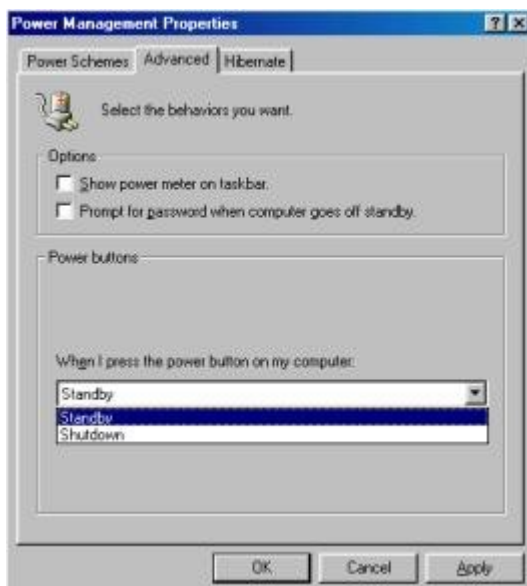 Power Management Properties
Power Schemes Advanced Hibernate
Select the behaviors you want.
Options
Show power meter on taskbar.
Prompt for password when computer goes off standby.
Power buttons
When I press the power button on my computer:
Standby
Standby
Shutdown
OK Cancel Apply